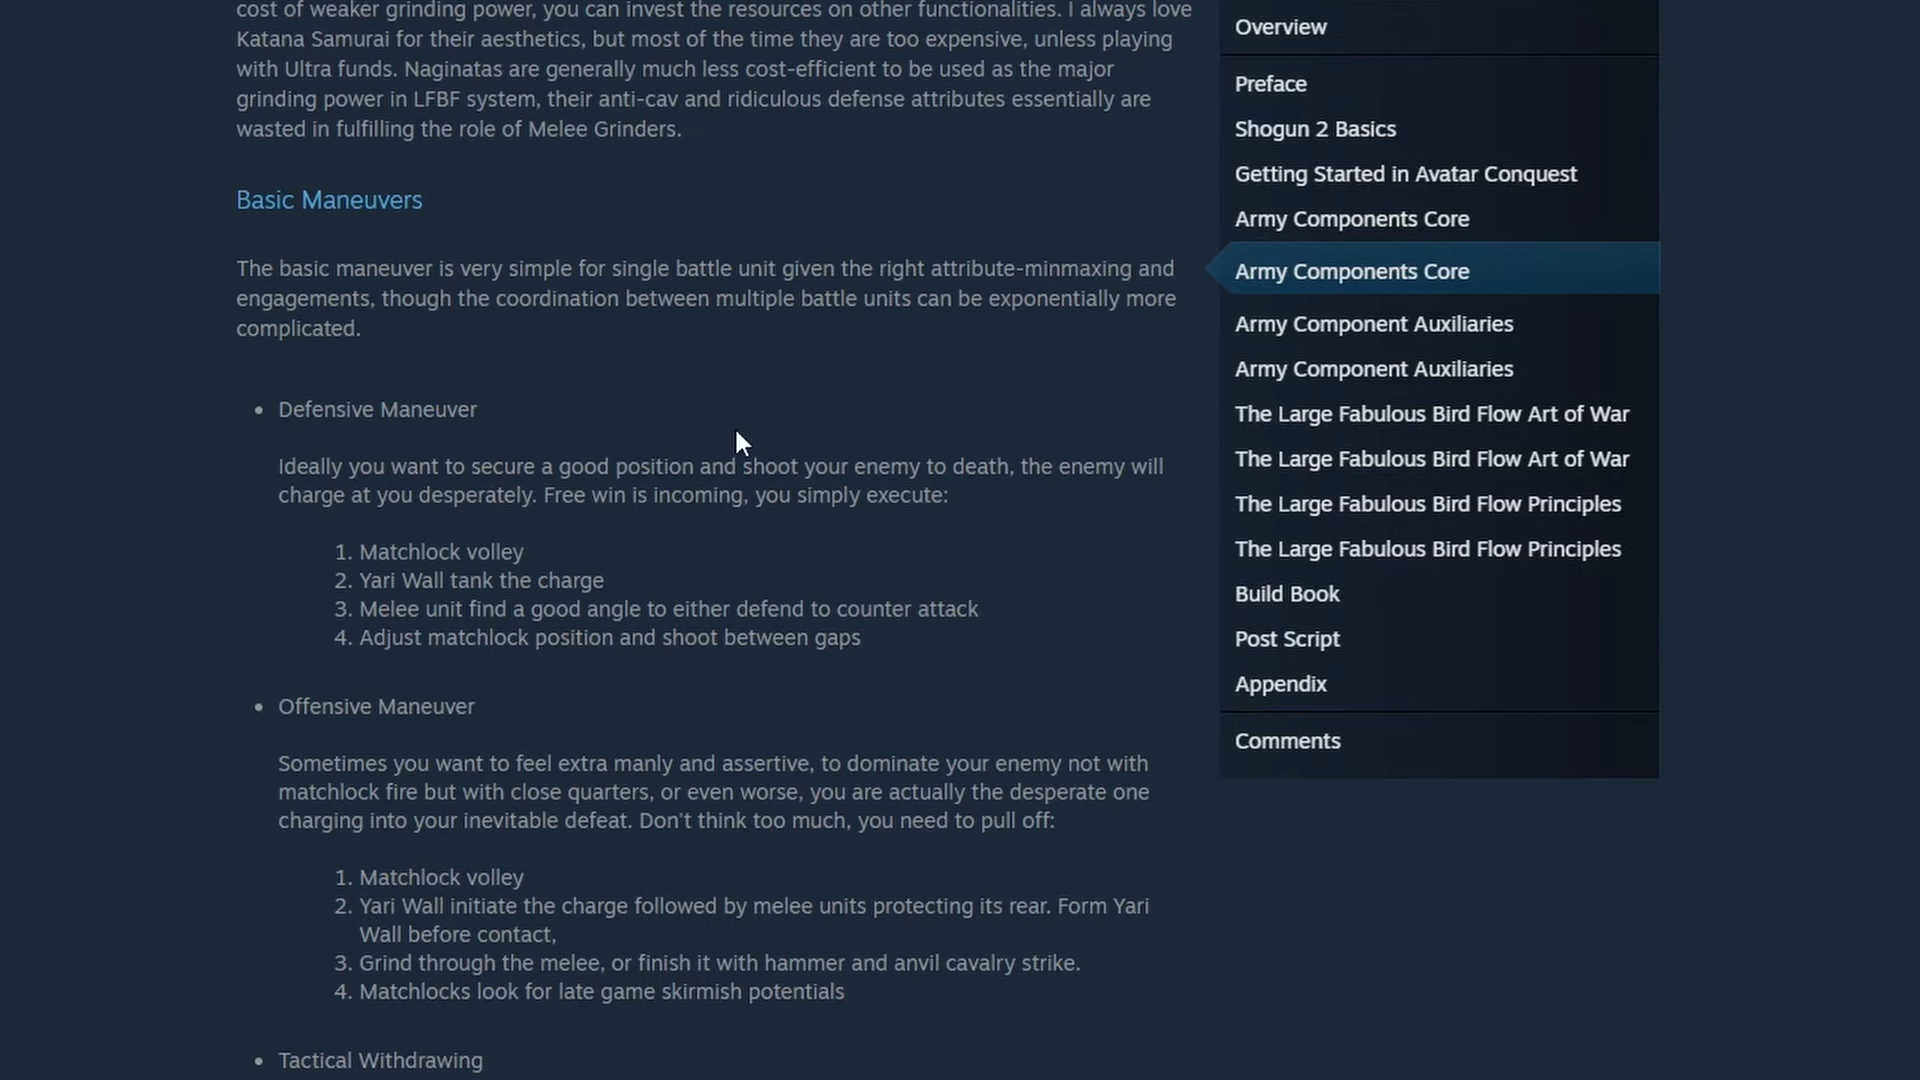 cost of weaker grinding power, you can invest the resources on other functionalities. I always love
Katana Samurai for their aesthetics, but most of the time they are too expensive, unless playing
with Ultra funds. Naginatas are generally much less cost-efficient to be used as the major
grinding power in LFBF system, their anti-cav and ridiculous defense attributes essentially are
wasted in fulfilling the role of Melee Grinders.
Basic Maneuvers
The basic maneuver is very simple for single battle unit given the right attribute-minmaxing and
engagements, though the coordination between multiple battle units can be exponentially more
complicated.
• Defensive Maneuver
Ideally you want to secure a good position and shoot your enemy to death, the enemy will
charge at you desperately. Free win is incoming, you simply execute:
1. Matchlock volley
2. Yari Wall tank the charge
3. Melee unit find a good angle to either defend to counter attack
4. Adjust matchlock position and shoot between gaps
• Offensive Maneuver
Sometimes you want to feel extra manly and assertive, to dominate your enemy not with
matchlock fire but with close quarters, or even worse, you are actually the desperate one
charging into your inevitable defeat. Don't think too much, you need to pull off:
1. Matchlock volley
2. Yari Wall initiate the charge followed by melee units protecting its rear. Form Yari
Wall before contact,
3. Grind through the melee, or finish it with hammer and anvil cavalry strike.
4. Matchlocks look for late game skirmish potentials
• Tactical Withdrawing
Overview
Preface
Shogun 2 Basics
Getting Started in Avatar Conquest
Army Components Core
Army Components Core
Army Component Auxiliaries
Army Component Auxiliaries
The Large Fabulous Bird Flow Art of War
The Large Fabulous Bird Flow Art of War
The Large Fabulous Bird Flow Principles
The Large Fabulous Bird Flow Principles
Build Book
Post Script
Appendix
Comments